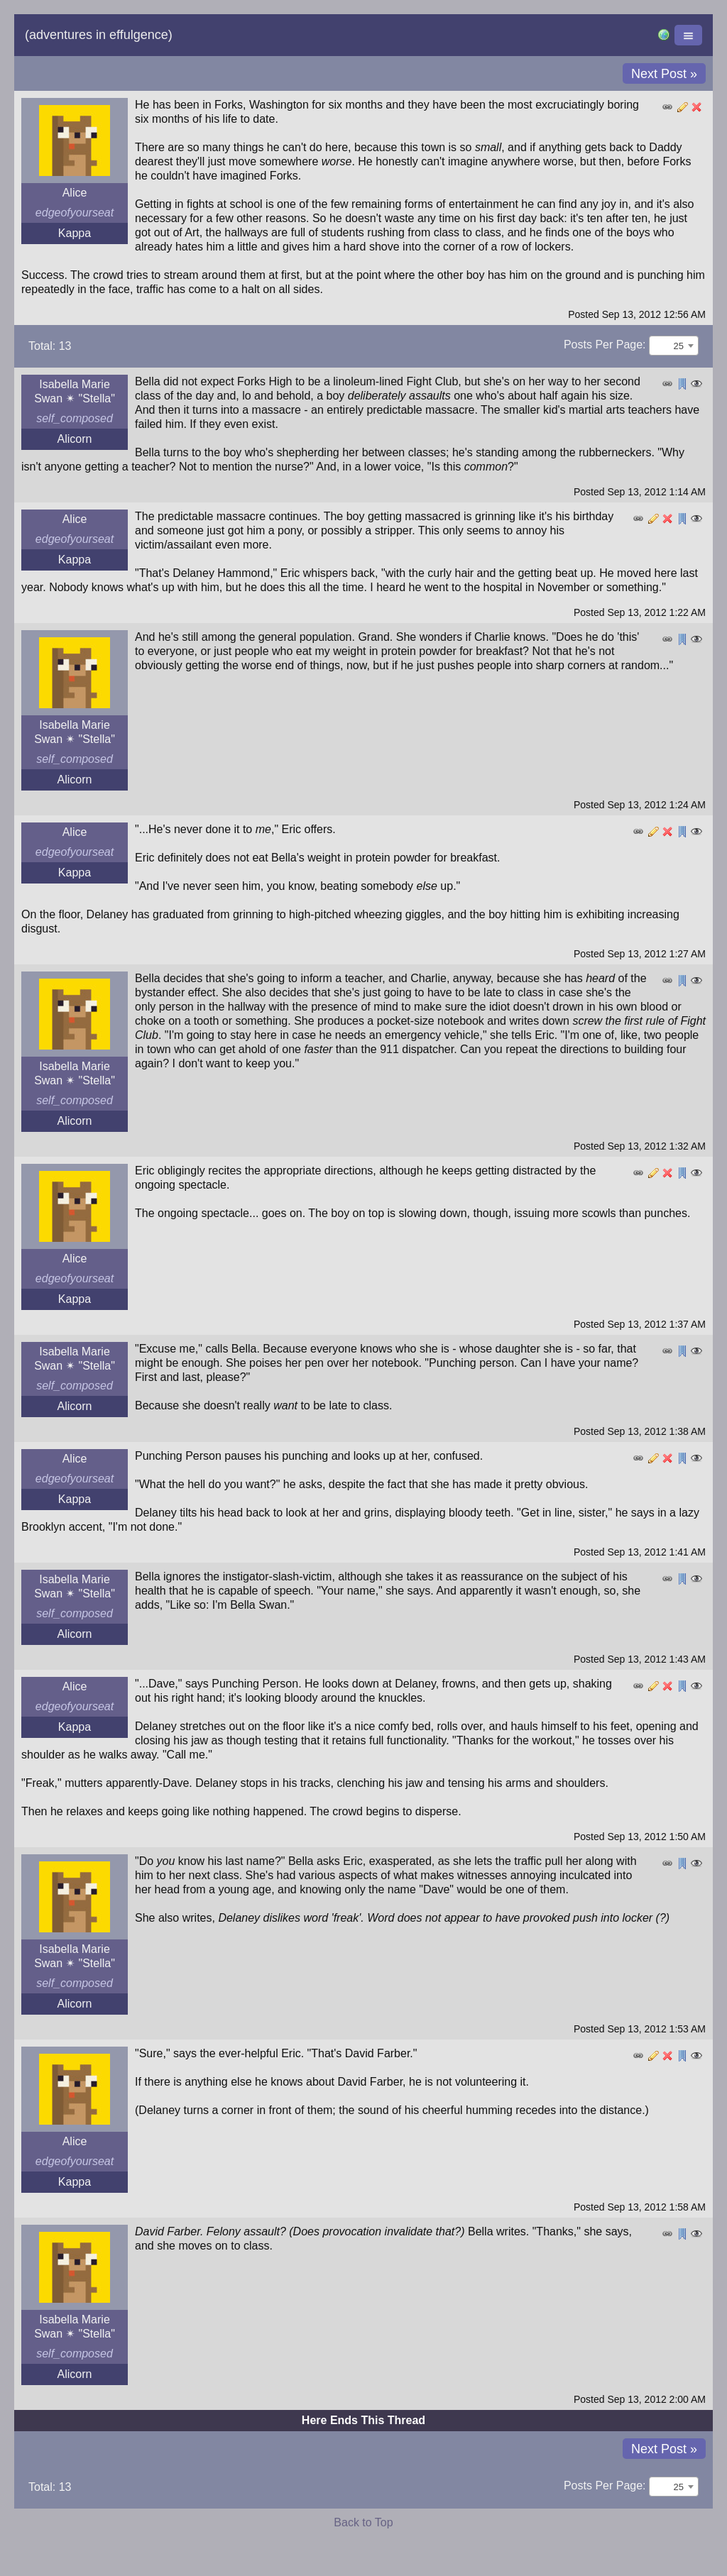 (adventures in effulgence)
Next Post »
He has been in Forks, Washington for six months and they have been the most excruciatingly boring
six months of his life to date.
There are so many things he can't do here, because this town is so small, and if anything gets back to Daddy
dearest they'll just move somewhere worse. He honestly can't imagine anywhere worse, but then, before Forks
he couldn't have imagined Forks.
Getting in fights at school is one of the few remaining forms of entertainment he can find any joy in, and it's also
necessary for a few other reasons. So he doesn't waste any time on his first day back: it's ten after ten, he just
got out of Art, the hallways are full of students rushing from class to class, and he finds one of the boys who
already hates him a little and gives him a hard shove into the corner of a row of lockers.
Alice
edgeofyourseat
Kappa
Success. The crowd tries to stream around them at first, but at the point where the other boy has him on the ground and is punching him
repeatedly in the face, traffic has come to a halt on all sides.
Posted Sep 13, 2012 12:56 AM
Total: 13
Posts Per Page: 25
Isabella Marie
Swan ✴ "Stella"
self_composed
Alicorn
Bella did not expect Forks High to be a linoleum-lined Fight Club, but she's on her way to her second
class of the day and, lo and behold, a boy deliberately assaults one who's about half again his size.
And then it turns into a massacre - an entirely predictable massacre. The smaller kid's martial arts teachers have
failed him. If they even exist.
Bella turns to the boy who's shepherding her between classes; he's standing among the rubberneckers. "Why
isn't anyone getting a teacher? Not to mention the nurse?" And, in a lower voice, "Is this common?"
Posted Sep 13, 2012 1:14 AM
Alice
edgeofyourseat
Kappa
The predictable massacre continues. The boy getting massacred is grinning like it's his birthday
and someone just got him a pony, or possibly a stripper. This only seems to annoy his
victim/assailant even more.
"That's Delaney Hammond," Eric whispers back, "with the curly hair and the getting beat up. He moved here last
year. Nobody knows what's up with him, but he does this all the time. I heard he went to the hospital in November or something."
Posted Sep 13, 2012 1:22 AM
And he's still among the general population. Grand. She wonders if Charlie knows. "Does he do 'this'
to everyone, or just people who eat my weight in protein powder for breakfast? Not that he's not
obviously getting the worse end of things, now, but if he just pushes people into sharp corners at random..."
Isabella Marie
Swan ✴ "Stella"
self_composed
Alicorn
Posted Sep 13, 2012 1:24 AM
Alice
edgeofyourseat
Kappa
"...He's never done it to me," Eric offers.
Eric definitely does not eat Bella's weight in protein powder for breakfast.
"And I've never seen him, you know, beating somebody else up."
On the floor, Delaney has graduated from grinning to high-pitched wheezing giggles, and the boy hitting him is exhibiting increasing
disgust.
Posted Sep 13, 2012 1:27 AM
Bella decides that she's going to inform a teacher, and Charlie, anyway, because she has heard of the
bystander effect. She also decides that she's just going to have to be late to class in case she's the
only person in the hallway with the presence of mind to make sure the idiot doesn't drown in his own blood or
choke on a tooth or something. She produces a pocket-size notebook and writes down screw the first rule of Fight
Club. "I'm going to stay here in case he needs an emergency vehicle," she tells Eric. "I'm one of, like, two people
in town who can get ahold of one faster than the 911 dispatcher. Can you repeat the directions to building four
again? I don't want to keep you."
Isabella Marie
Swan ✴ "Stella"
self_composed
Alicorn
Posted Sep 13, 2012 1:32 AM
Eric obligingly recites the appropriate directions, although he keeps getting distracted by the
ongoing spectacle.
The ongoing spectacle... goes on. The boy on top is slowing down, though, issuing more scowls than punches.
Alice
edgeofyourseat
Kappa
Posted Sep 13, 2012 1:37 AM
Isabella Marie
Swan ✴ "Stella"
self_composed
Alicorn
"Excuse me," calls Bella. Because everyone knows who she is - whose daughter she is - so far, that
might be enough. She poises her pen over her notebook. "Punching person. Can I have your name?
First and last, please?"
Because she doesn't really want to be late to class.
Posted Sep 13, 2012 1:38 AM
Alice
edgeofyourseat
Kappa
Punching Person pauses his punching and looks up at her, confused.
"What the hell do you want?" he asks, despite the fact that she has made it pretty obvious.
Delaney tilts his head back to look at her and grins, displaying bloody teeth. "Get in line, sister," he says in a lazy
Brooklyn accent, "I'm not done."
Posted Sep 13, 2012 1:41 AM
Isabella Marie
Swan ✴ "Stella"
self_composed
Alicorn
Bella ignores the instigator-slash-victim, although she takes it as reassurance on the subject of his
health that he is capable of speech. "Your name," she says. And apparently it wasn't enough, so, she
adds, "Like so: I'm Bella Swan."
Posted Sep 13, 2012 1:43 AM
Alice
edgeofyourseat
Kappa
"...Dave," says Punching Person. He looks down at Delaney, frowns, and then gets up, shaking
out his right hand; it's looking bloody around the knuckles.
Delaney stretches out on the floor like it's a nice comfy bed, rolls over, and hauls himself to his feet, opening and
closing his jaw as though testing that it retains full functionality. "Thanks for the workout," he tosses over his
shoulder as he walks away. "Call me."
"Freak," mutters apparently-Dave. Delaney stops in his tracks, clenching his jaw and tensing his arms and shoulders.
Then he relaxes and keeps going like nothing happened. The crowd begins to disperse.
Posted Sep 13, 2012 1:50 AM
"Do you know his last name?" Bella asks Eric, exasperated, as she lets the traffic pull her along with
him to her next class. She's had various aspects of what makes witnesses annoying inculcated into
her head from a young age, and knowing only the name "Dave" would be one of them.
She also writes, Delaney dislikes word 'freak'. Word does not appear to have provoked push into locker (?)
Isabella Marie
Swan ✴ "Stella"
self_composed
Alicorn
Posted Sep 13, 2012 1:53 AM
"Sure," says the ever-helpful Eric. "That's David Farber."
If there is anything else he knows about David Farber, he is not volunteering it.
(Delaney turns a corner in front of them; the sound of his cheerful humming recedes into the distance.)
Alice
edgeofyourseat
Kappa
Posted Sep 13, 2012 1:58 AM
David Farber. Felony assault? (Does provocation invalidate that?) Bella writes. "Thanks," she says,
and she moves on to class.
Isabella Marie
Swan ✴ "Stella"
self_composed
Alicorn
Posted Sep 13, 2012 2:00 AM
Here Ends This Thread
Next Post »
Total: 13
Posts Per Page: 25
Back to Top